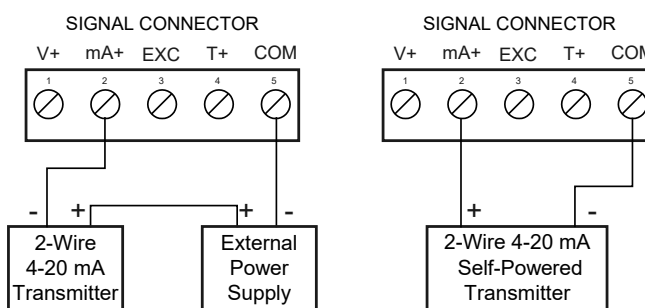 SIGNAL CONNECTOR
V+ mA+ EXC T+ COM
1 2 3 4 5
- + + -
2-Wire
4-20 mA
Transmitter
External
Power
Supply
SIGNAL CONNECTOR
V+ mA+ EXC T+ COM
1 2 3 4 5
+ -
2-Wire 4-20 mA
Self-Powered
Transmitter